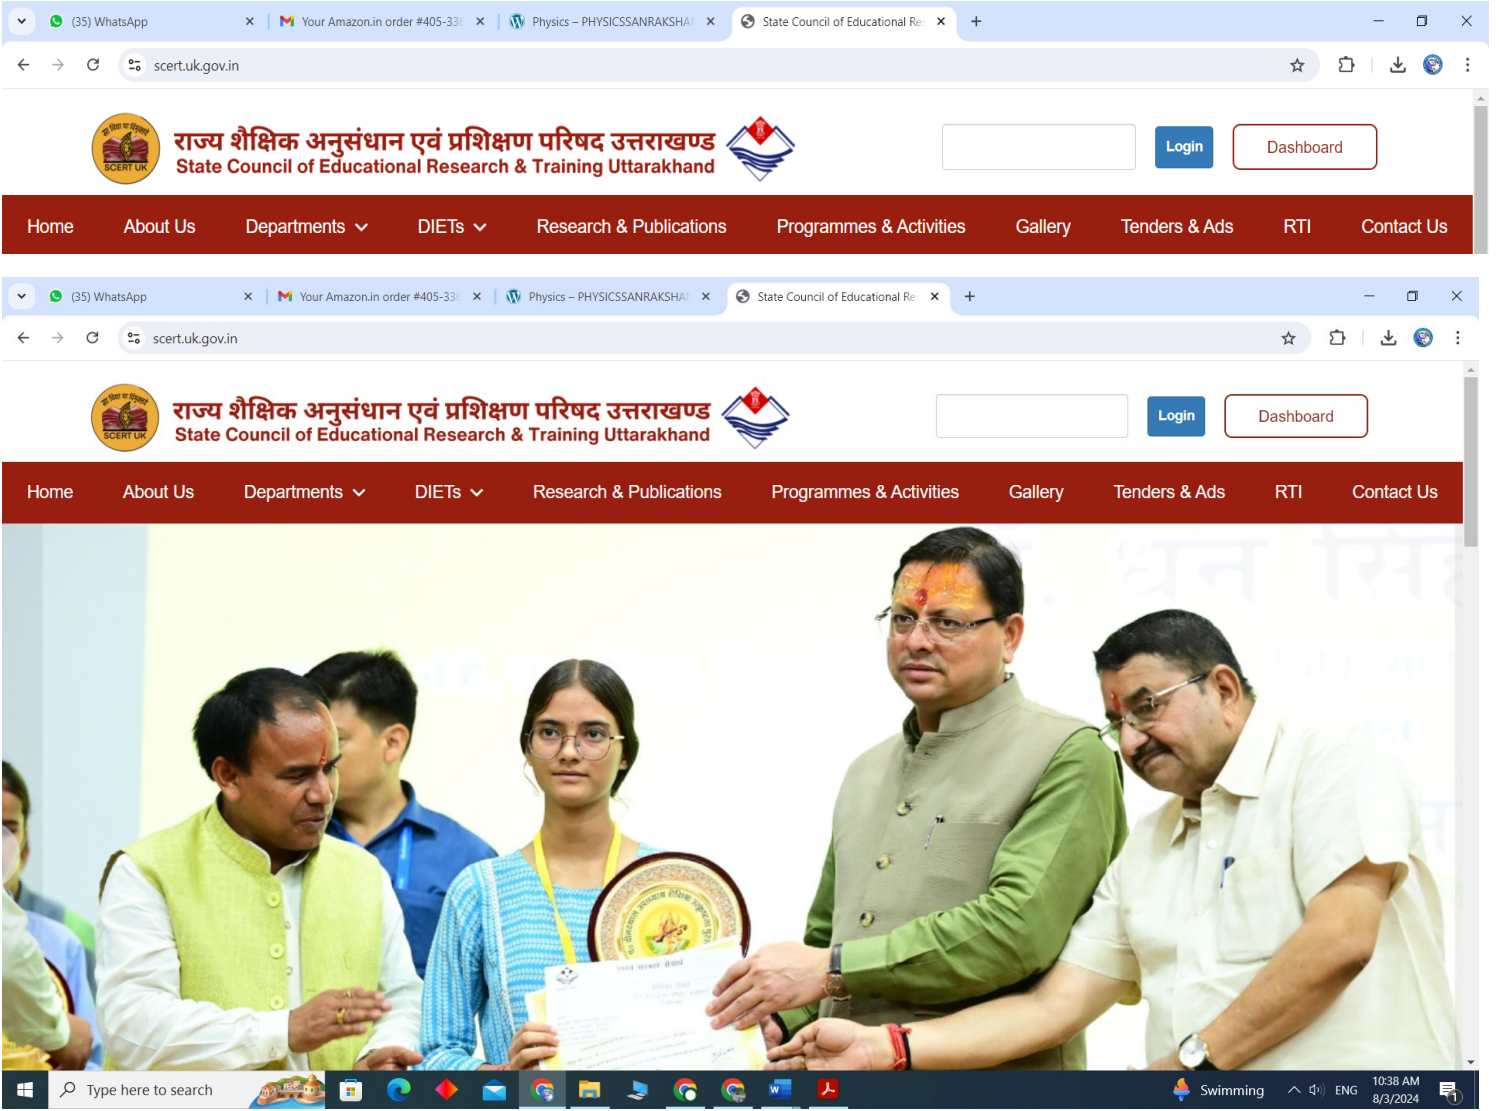 (35) WhatsApp
Your Amazon.in order #405-33
Physics – PHYSICSSANRAKSHA
State Council of Educational Re
scert.uk.gov.in
सा विद्या या विमुक्तये
SCERT UK
राज्य शैक्षिक अनुसंधान एवं प्रशिक्षण परिषद उत्तराखण्ड
State Council of Educational Research & Training Uttarakhand
Login
Dashboard
Home About Us Departments DIETs Research & Publications Programmes & Activities Gallery Tenders & Ads RTI Contact Us
(35) WhatsApp
Your Amazon.in order #405-33
Physics – PHYSICSSANRAKSHA
State Council of Educational Re
scert.uk.gov.in
सा विद्या या विमुक्तये
SCERT UK
राज्य शैक्षिक अनुसंधान एवं प्रशिक्षण परिषद उत्तराखण्ड
State Council of Educational Research & Training Uttarakhand
Login
Dashboard
Home About Us Departments DIETs Research & Publications Programmes & Activities Gallery Tenders & Ads RTI Contact Us
. धन सिंह
Type here to search
Swimming
ENG
10:38 AM
8/3/2024
1